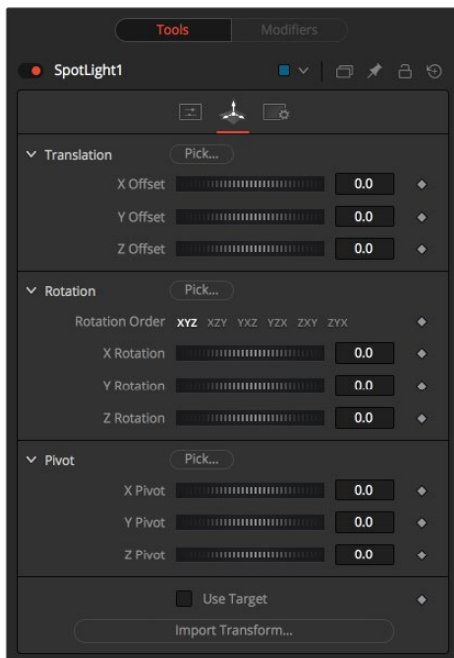 Tools Modifiers
SpotLight1
Translation Pick...
X Offset 0.0
Y Offset 0.0
Z Offset 0.0
Rotation Pick...
Rotation Order XYZ XZY YXZ YZX ZXY ZYX
X Rotation 0.0
Y Rotation 0.0
Z Rotation 0.0
Pivot Pick...
X Pivot 0.0
Y Pivot 0.0
Z Pivot 0.0
Use Target
Import Transform...